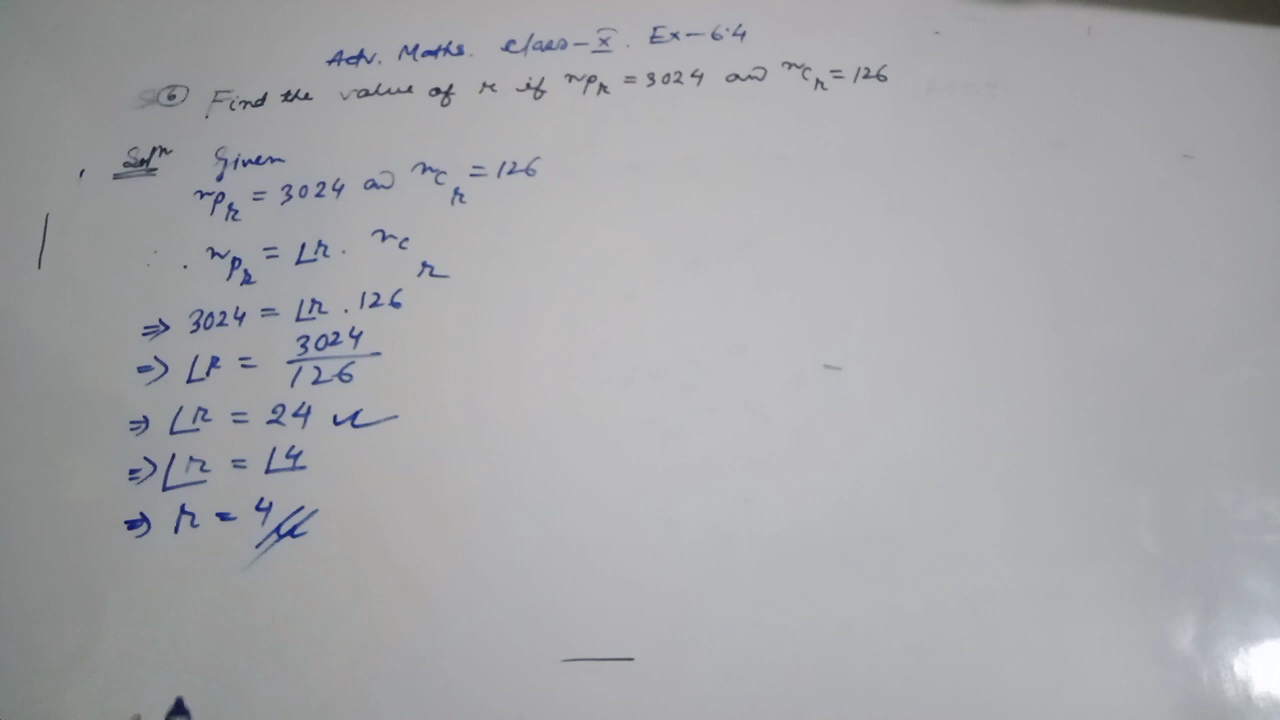 Adv. Maths. Class-X. Ex-6.4
⑥ Find the value of r if ⁿPᵣ = 3024 and ⁿCᵣ = 126
Solⁿ Given
ⁿPᵣ = 3024 and ⁿCᵣ = 126
∴ ⁿPᵣ = ∟r . ⁿCᵣ
⇒ 3024 = ∟r . 126
⇒ ∟r = 3024/126
⇒ ∟r = 24
⇒ ∟r = ∟4
⇒ r = 4//